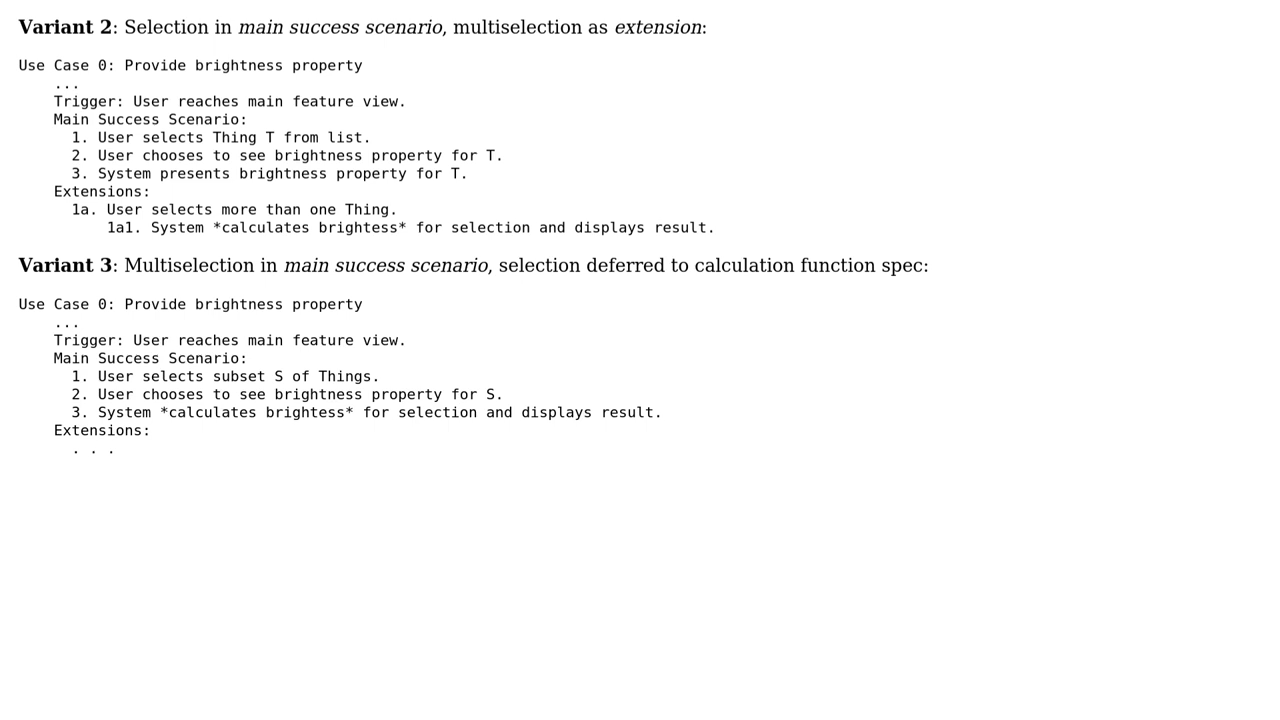 Variant 2: Selection in main success scenario, multiselection as extension:
Use Case 0: Provide brightness property
...
Trigger: User reaches main feature view.
Main Success Scenario:
1. User selects Thing T from list.
2. User chooses to see brightness property for T.
3. System presents brightness property for T.
Extensions:
1a. User selects more than one Thing.
1a1. System *calculates brightess* for selection and displays result.
Variant 3: Multiselection in main success scenario, selection deferred to calculation function spec:
Use Case 0: Provide brightness property
...
Trigger: User reaches main feature view.
Main Success Scenario:
1. User selects subset S of Things.
2. User chooses to see brightness property for S.
3. System *calculates brightess* for selection and displays result.
Extensions:
. . .